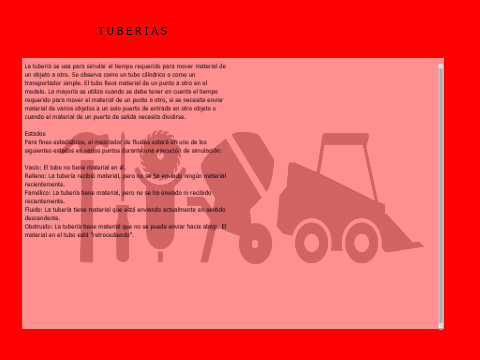 TUBERIAS
La tubería se usa para simular el tiempo requerido para mover material de
un objeto a otro. Se observa como un tubo cilíndrico o como un
transportador simple. El tubo lleva material de un punto a otro en el
modelo. La mayoría se utiliza cuando se debe tener en cuenta el tiempo
requerido para mover el material de un punto a otro, si se necesita enviar
material de varios objetos a un solo puerto de entrada en otro objeto o
cuando el material de un puerto de salida necesita dividirse.
Estados
Para fines estadísticos, el mezclador de fluidos estará en uno de los
siguientes estados en varios puntos durante una ejecución de simulación:
Vacío: El tubo no tiene material en él.
Relleno: La tubería recibió material, pero no se ha enviado ningún material
recientemente.
Famélico: La tubería tiene material, pero no se ha enviado ni recibido
recientemente.
Fluido: La tubería tiene material que está enviando actualmente en sentido
descendente.
Obstruido: La tubería tiene material que no se puede enviar hacia abajo. El
material en el tubo está "retrocediendo".